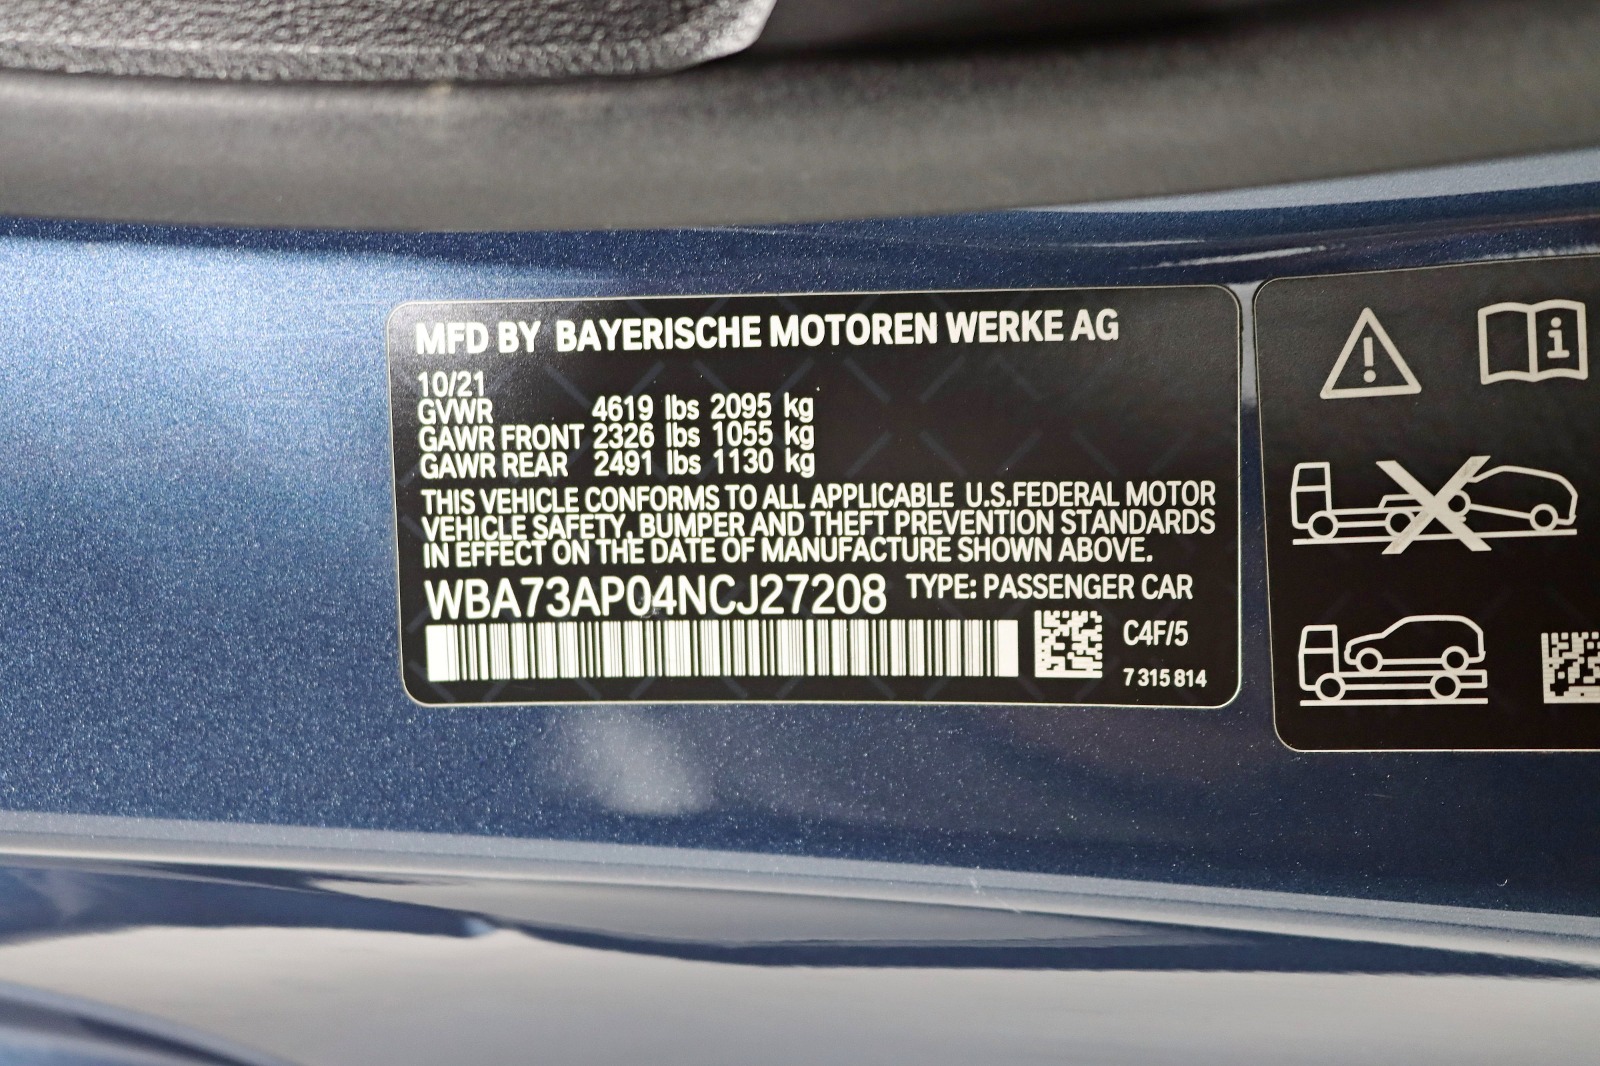 MFD BY BAYERISCHE MOTOREN WERKE AG
10/21
GVWR 4619 lbs 2095 kg
GAWR FRONT 2326 lbs 1055 kg
GAWR REAR 2491 lbs 1130 kg
THIS VEHICLE CONFORMS TO ALL APPLICABLE U.S.FEDERAL MOTOR
VEHICLE SAFETY, BUMPER AND THEFT PREVENTION STANDARDS
IN EFFECT ON THE DATE OF MANUFACTURE SHOWN ABOVE.
WBA73AP04NCJ27208 TYPE: PASSENGER CAR
C4F/5
7 315 814